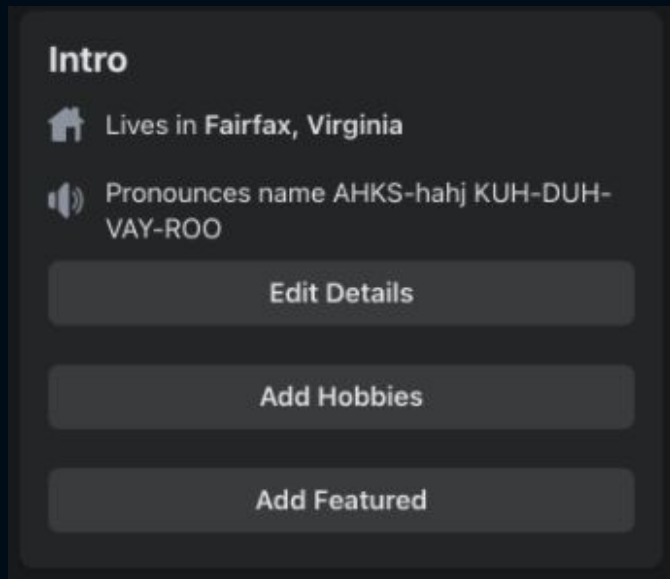 Intro
Lives in Fairfax, Virginia
Pronounces name AHKS-hahj KUH-DUH-
VAY-ROO
Edit Details
Add Hobbies
Add Featured